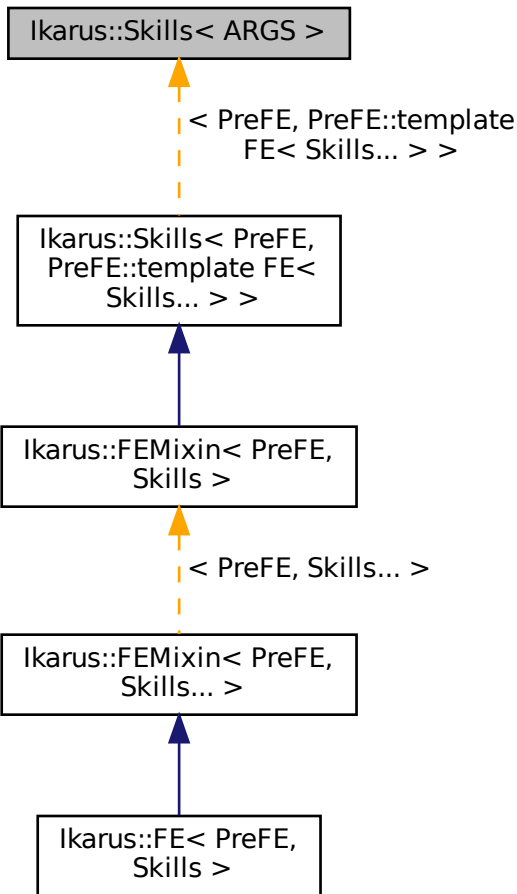 Ikarus::Skills< ARGS >
< PreFE, PreFE::template
FE< Skills... > >
Ikarus::Skills< PreFE,
PreFE::template FE<
Skills... > >
Ikarus::FEMixin< PreFE,
Skills >
< PreFE, Skills... >
Ikarus::FEMixin< PreFE,
Skills... >
Ikarus::FE< PreFE,
Skills >